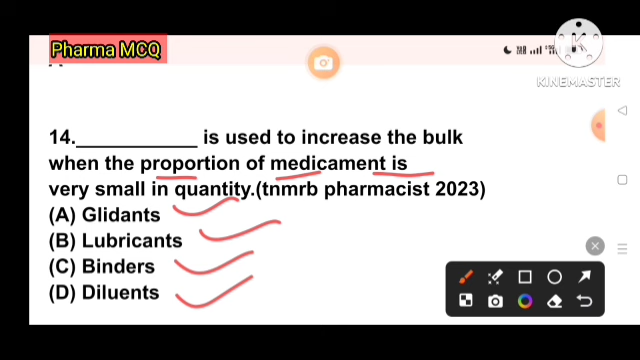 Pharma MCQ
KINEMASTER
14.___________ is used to increase the bulk
when the proportion of medicament is
very small in quantity.(tnmrb pharmacist 2023)
(A) Glidants
(B) Lubricants
(C) Binders
(D) Diluents